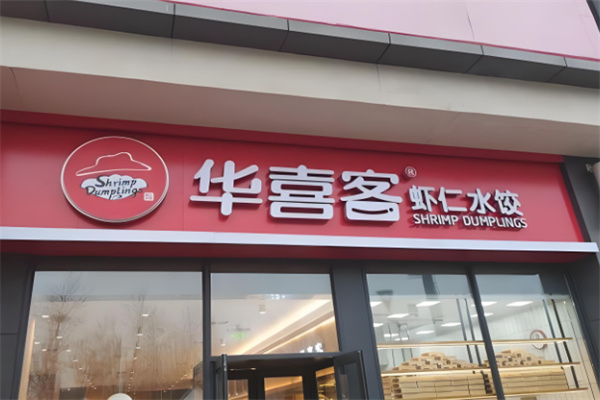 Shrimp
Dumplings
华喜客®
虾仁水饺
SHRIMP DUMPLINGS